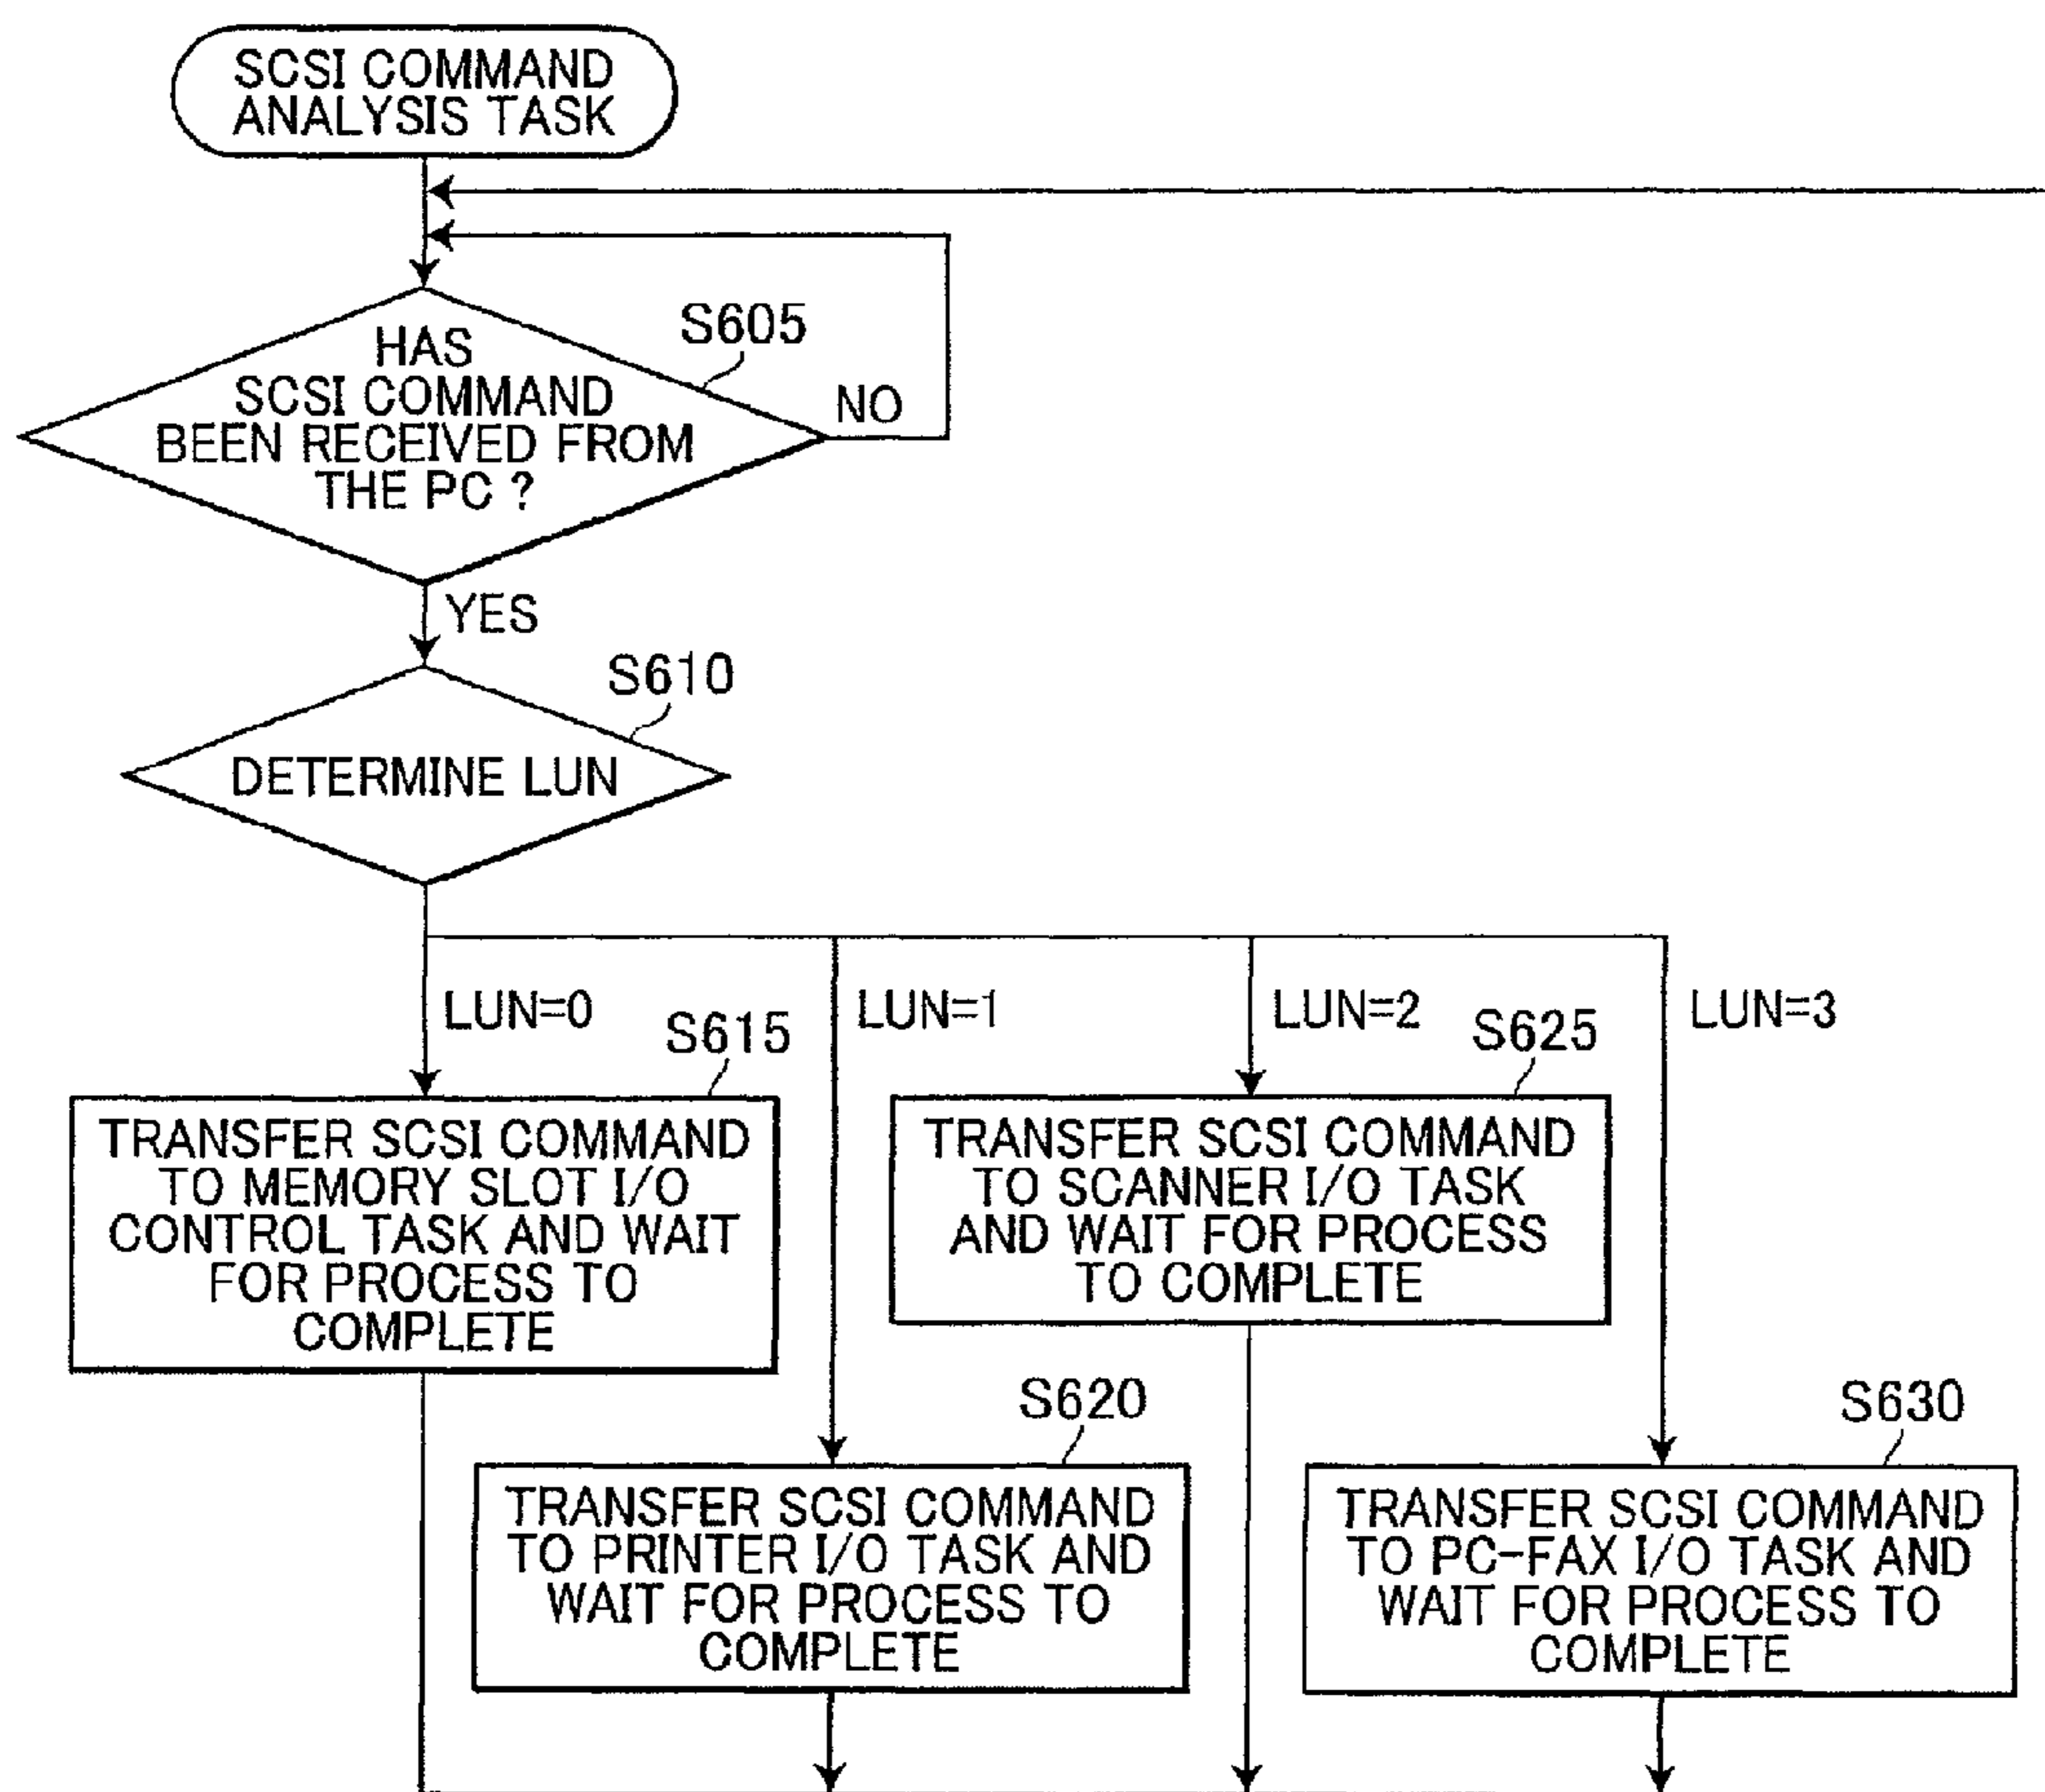 SCSI COMMAND
ANALYSIS TASK
S605
HAS
SCSI COMMAND
BEEN RECEIVED FROM
THE PC ?
NO
YES
S610
DETERMINE LUN
LUN=0
LUN=1
LUN=2
LUN=3
S615
TRANSFER SCSI COMMAND
TO MEMORY SLOT I/O
CONTROL TASK AND WAIT
FOR PROCESS TO
COMPLETE
S625
TRANSFER SCSI COMMAND
TO SCANNER I/O TASK
AND WAIT FOR PROCESS
TO COMPLETE
S620
TRANSFER SCSI COMMAND
TO PRINTER I/O TASK AND
WAIT FOR PROCESS TO
COMPLETE
S630
TRANSFER SCSI COMMAND
TO PC-FAX I/O TASK AND
WAIT FOR PROCESS TO
COMPLETE